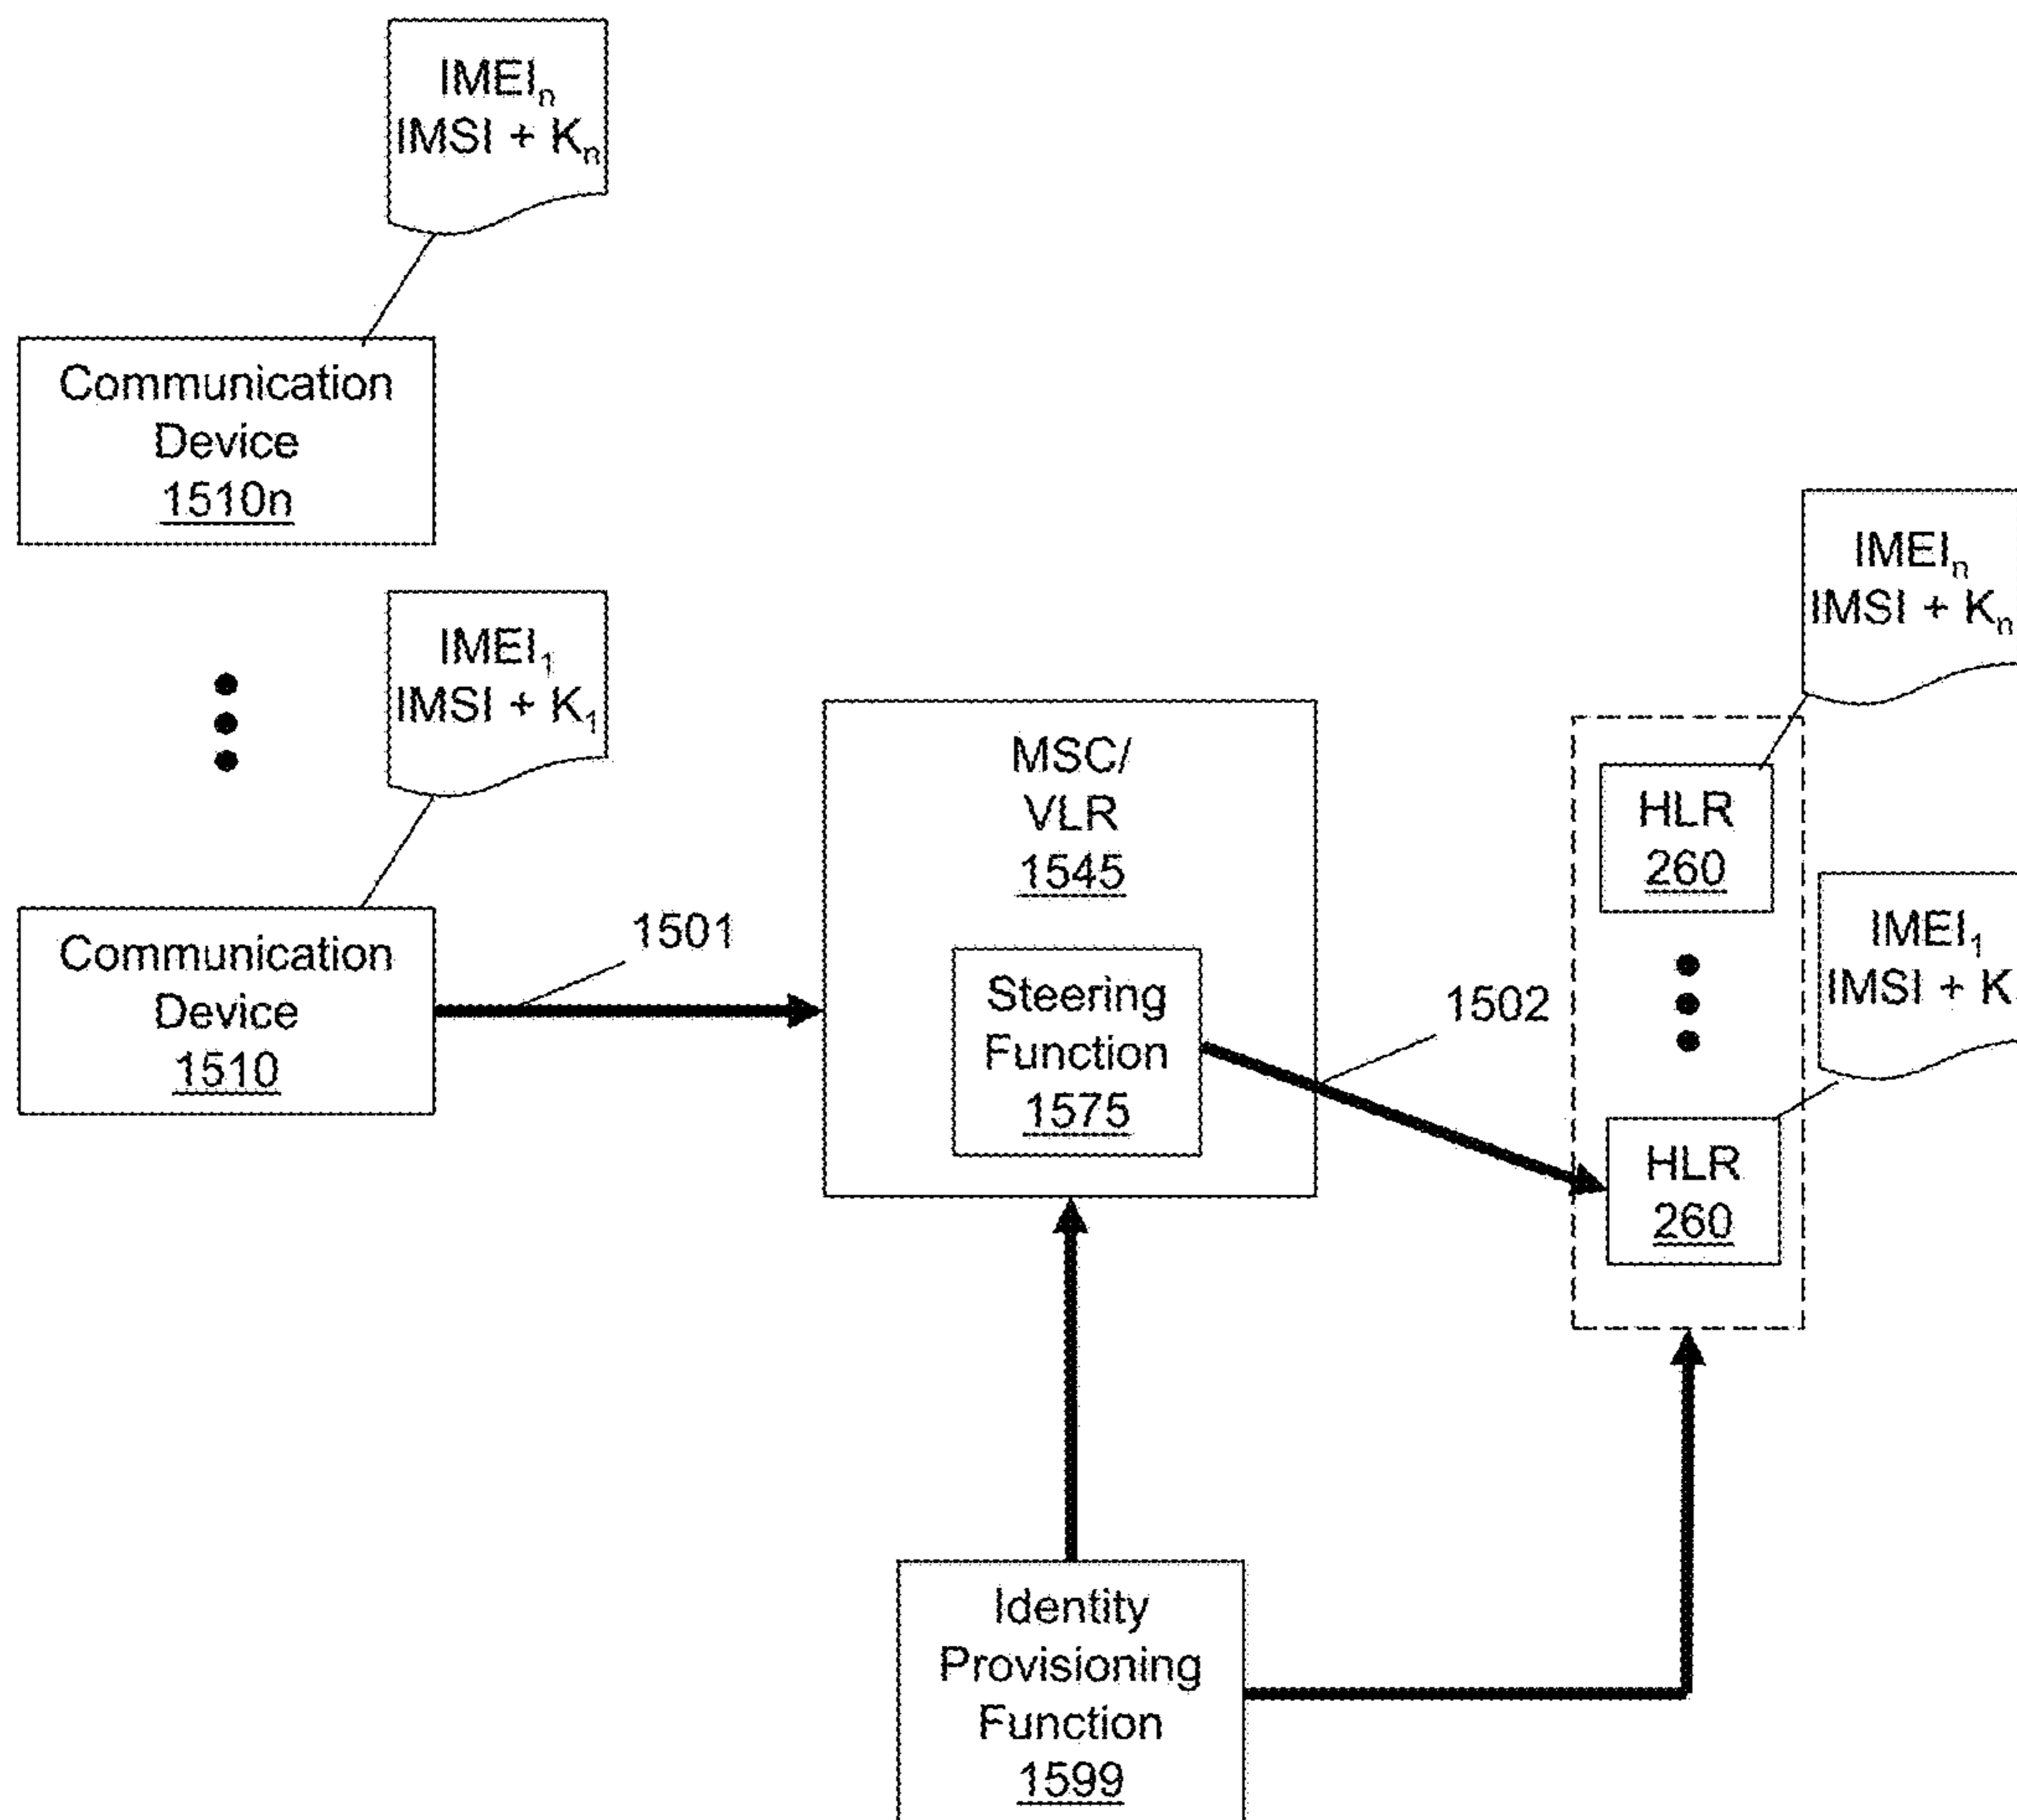 IMEIₙ
IMSI + Kₙ
Communication
Device
1510n
IMEI₁
IMSI + K₁
Communication
Device
1510
1501
MSC/
VLR
1545
Steering
Function
1575
1502
IMEIₙ
IMSI + Kₙ
HLR
260
IMEI₁
IMSI + K
HLR
260
Identity
Provisioning
Function
1599